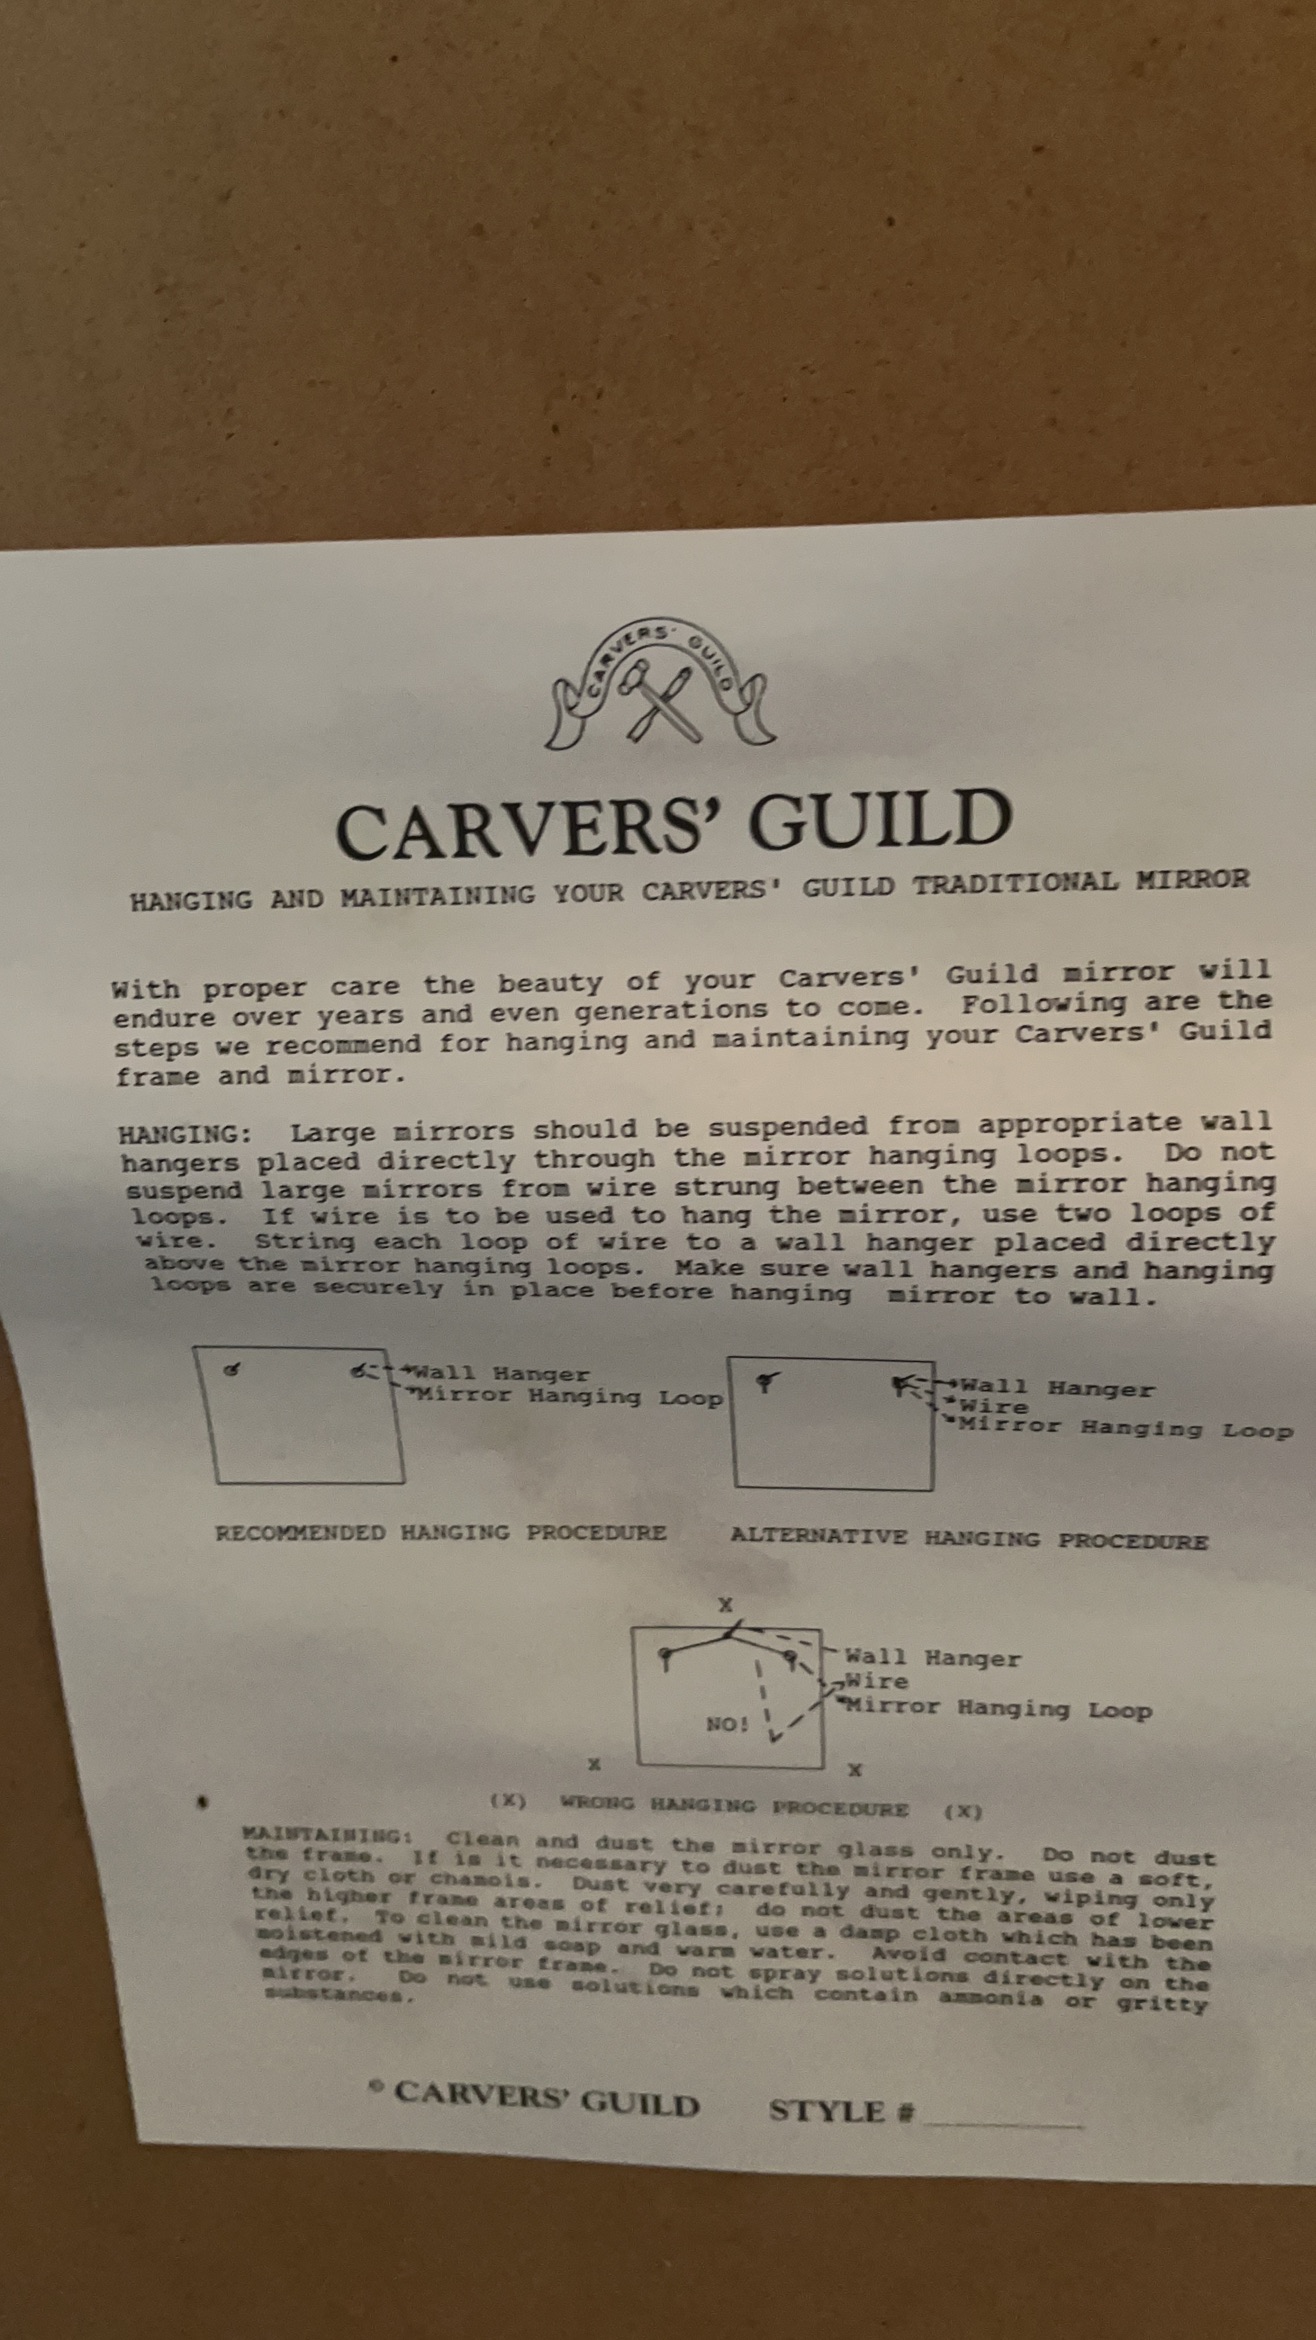 CARVERS' GUILD
CARVERS' GUILD
HANGING AND MAINTAINING YOUR CARVERS' GUILD TRADITIONAL MIRROR
With proper care the beauty of your Carvers' Guild mirror will
endure over years and even generations to come. Following are the
steps we recommend for hanging and maintaining your Carvers' Guild
frame and mirror.
HANGING: Large mirrors should be suspended from appropriate wall
hangers placed directly through the mirror hanging loops. Do not
suspend large mirrors from wire strung between the mirror hanging
loops. If wire is to be used to hang the mirror, use two loops of
wire. String each loop of wire to a wall hanger placed directly
above the mirror hanging loops. Make sure wall hangers and hanging
loops are securely in place before hanging mirror to wall.
Wall Hanger
Mirror Hanging Loop
Wall Hanger
Wire
Mirror Hanging Loop
RECOMMENDED HANGING PROCEDURE
ALTERNATIVE HANGING PROCEDURE
X
Wall Hanger
Wire
Mirror Hanging Loop
NO!
X
X
(X) WRONG HANGING PROCEDURE (X)
MAINTAINING: Clean and dust the mirror glass only. Do not dust
the frame. If is it necessary to dust the mirror frame use a soft,
dry cloth or chamois. Dust very carefully and gently, wiping only
the higher frame areas of relief; do not dust the areas of lower
relief. To clean the mirror glass, use a damp cloth which has been
moistened with mild soap and warm water. Avoid contact with the
edges of the mirror frame. Do not spray solutions directly on the
mirror. Do not use solutions which contain ammonia or gritty
substances.
© CARVERS' GUILD STYLE #